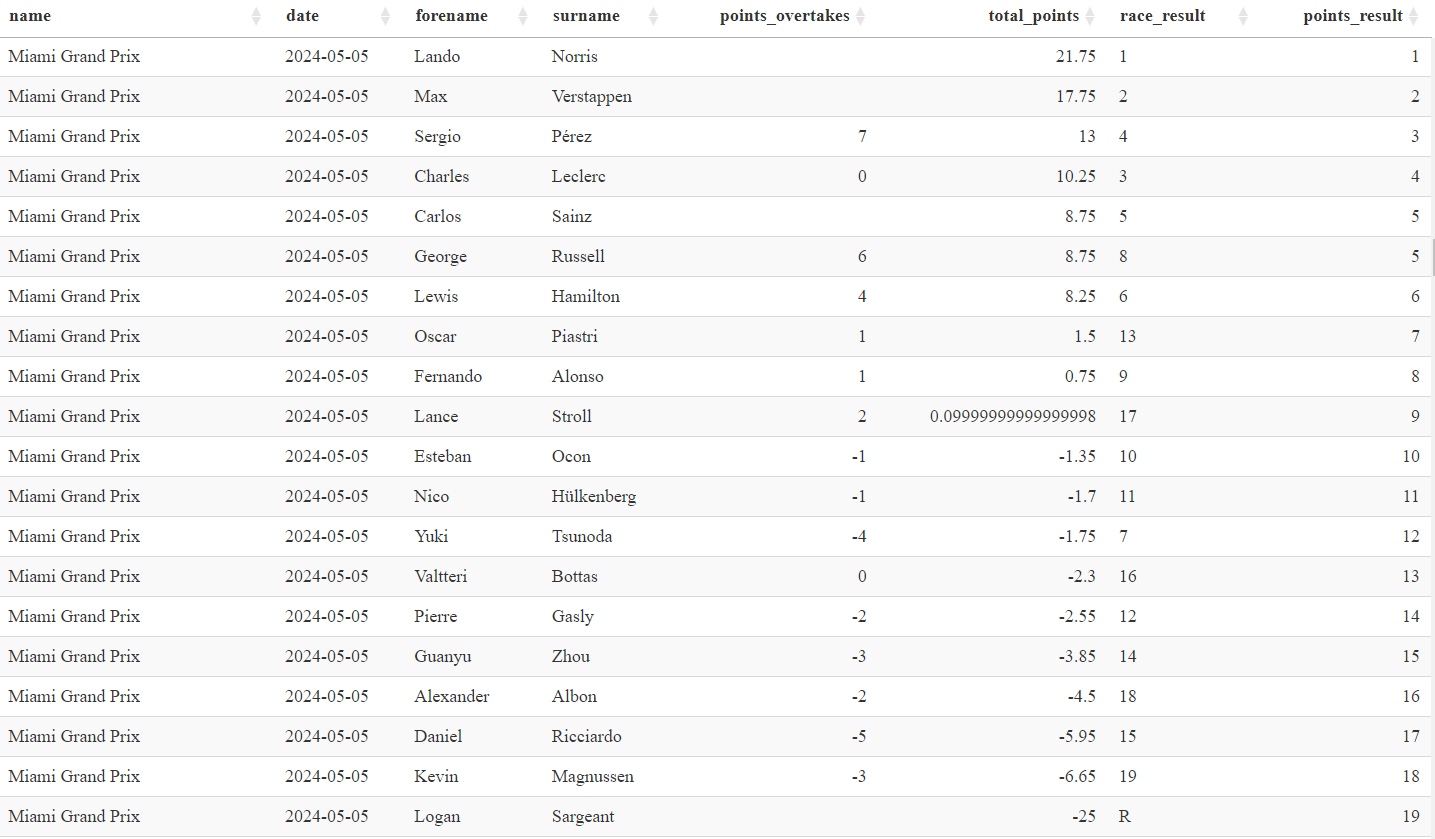 name date forename surname points_overtakes total_points race_result points_result
Miami Grand Prix 2024-05-05 Lando Norris 21.75 1 1
Miami Grand Prix 2024-05-05 Max Verstappen 17.75 2 2
Miami Grand Prix 2024-05-05 Sergio Pérez 7 13 4 3
Miami Grand Prix 2024-05-05 Charles Leclerc 0 10.25 3 4
Miami Grand Prix 2024-05-05 Carlos Sainz 8.75 5 5
Miami Grand Prix 2024-05-05 George Russell 6 8.75 8 5
Miami Grand Prix 2024-05-05 Lewis Hamilton 4 8.25 6 6
Miami Grand Prix 2024-05-05 Oscar Piastri 1 1.5 13 7
Miami Grand Prix 2024-05-05 Fernando Alonso 1 0.75 9 8
Miami Grand Prix 2024-05-05 Lance Stroll 2 0.09999999999999998 17 9
Miami Grand Prix 2024-05-05 Esteban Ocon -1 -1.35 10 10
Miami Grand Prix 2024-05-05 Nico Hülkenberg -1 -1.7 11 11
Miami Grand Prix 2024-05-05 Yuki Tsunoda -4 -1.75 7 12
Miami Grand Prix 2024-05-05 Valtteri Bottas 0 -2.3 16 13
Miami Grand Prix 2024-05-05 Pierre Gasly -2 -2.55 12 14
Miami Grand Prix 2024-05-05 Guanyu Zhou -3 -3.85 14 15
Miami Grand Prix 2024-05-05 Alexander Albon -2 -4.5 18 16
Miami Grand Prix 2024-05-05 Daniel Ricciardo -5 -5.95 15 17
Miami Grand Prix 2024-05-05 Kevin Magnussen -3 -6.65 19 18
Miami Grand Prix 2024-05-05 Logan Sargeant -25 R 19